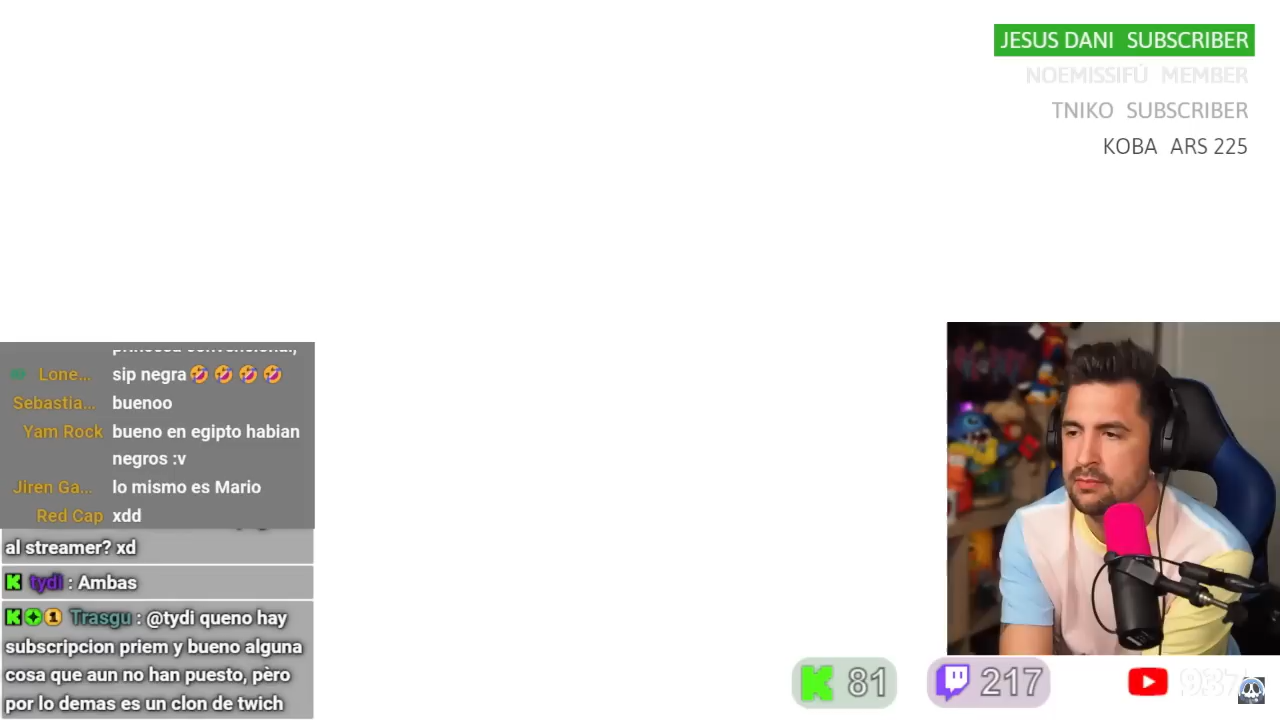 JESUS DANI SUBSCRIBER
NOEMISSIFÙ MEMBER
TNIKO SUBSCRIBER
KOBA ARS 225
Lone... sip negra🤣🤣🤣🤣
Sebastia... buenoo
Yam Rock bueno en egipto habian
negros :v
Jiren Ga... lo mismo es Mario
Red Cap xdd
al streamer? xd
tydi : Ambas
1 Trasgu : @tydi queno hay
subscripcion priem y bueno alguna
cosa que aun no han puesto, pèro
por lo demas es un clon de twich
K 81
217